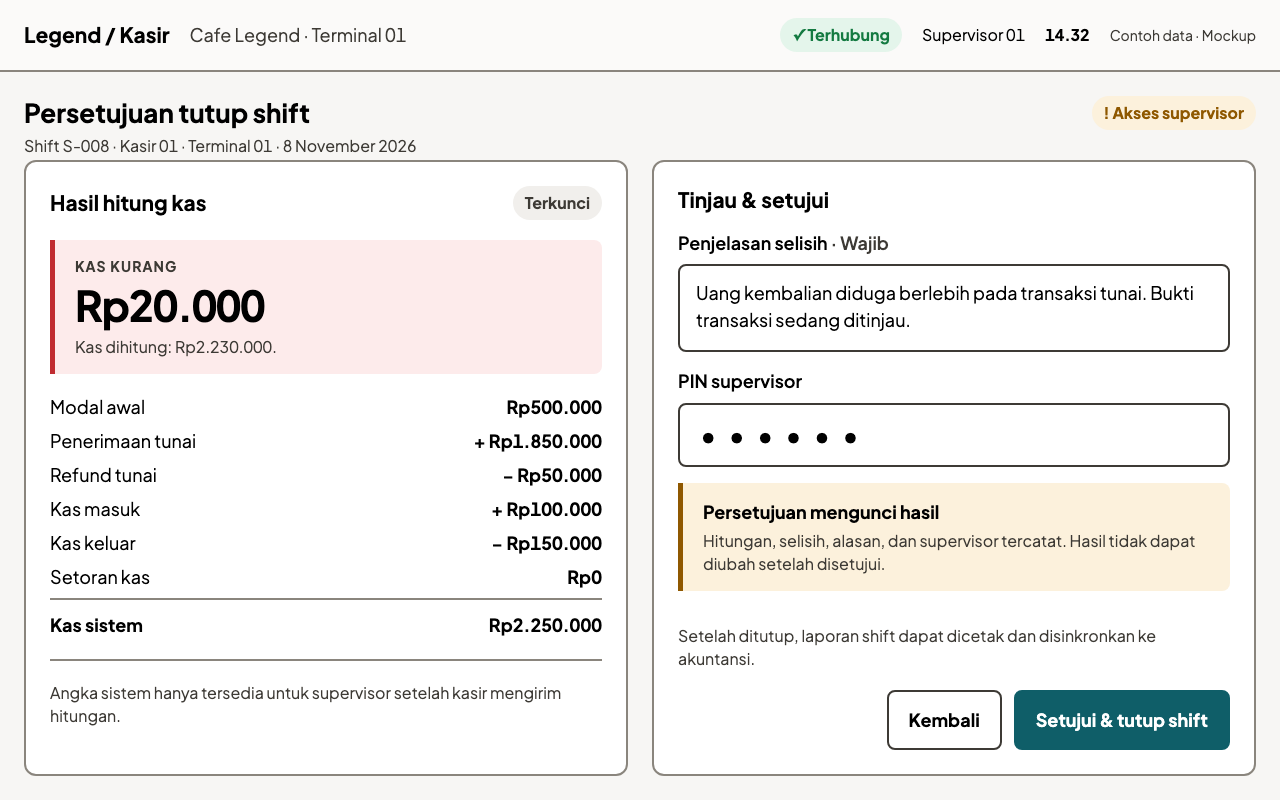 Legend / Kasir
Cafe Legend · Terminal 01
✓Terhubung
Supervisor 01
14.32
Contoh data · Mockup
Persetujuan tutup shift
Shift S-008 · Kasir 01 · Terminal 01 · 8 November 2026
! Akses supervisor
Hasil hitung kas
Terkunci
KAS KURANG
Rp20.000
Kas dihitung: Rp2.230.000.
Modal awal Rp500.000
Penerimaan tunai + Rp1.850.000
Refund tunai – Rp50.000
Kas masuk + Rp100.000
Kas keluar – Rp150.000
Setoran kas Rp0
Kas sistem Rp2.250.000
Angka sistem hanya tersedia untuk supervisor setelah kasir mengirim
hitungan.
Tinjau & setujui
Penjelasan selisih · Wajib
Uang kembalian diduga berlebih pada transaksi tunai. Bukti
transaksi sedang ditinjau.
PIN supervisor
● ● ● ● ● ●
Persetujuan mengunci hasil
Hitungan, selisih, alasan, dan supervisor tercatat. Hasil tidak dapat
diubah setelah disetujui.
Setelah ditutup, laporan shift dapat dicetak dan disinkronkan ke
akuntansi.
Kembali
Setujui & tutup shift